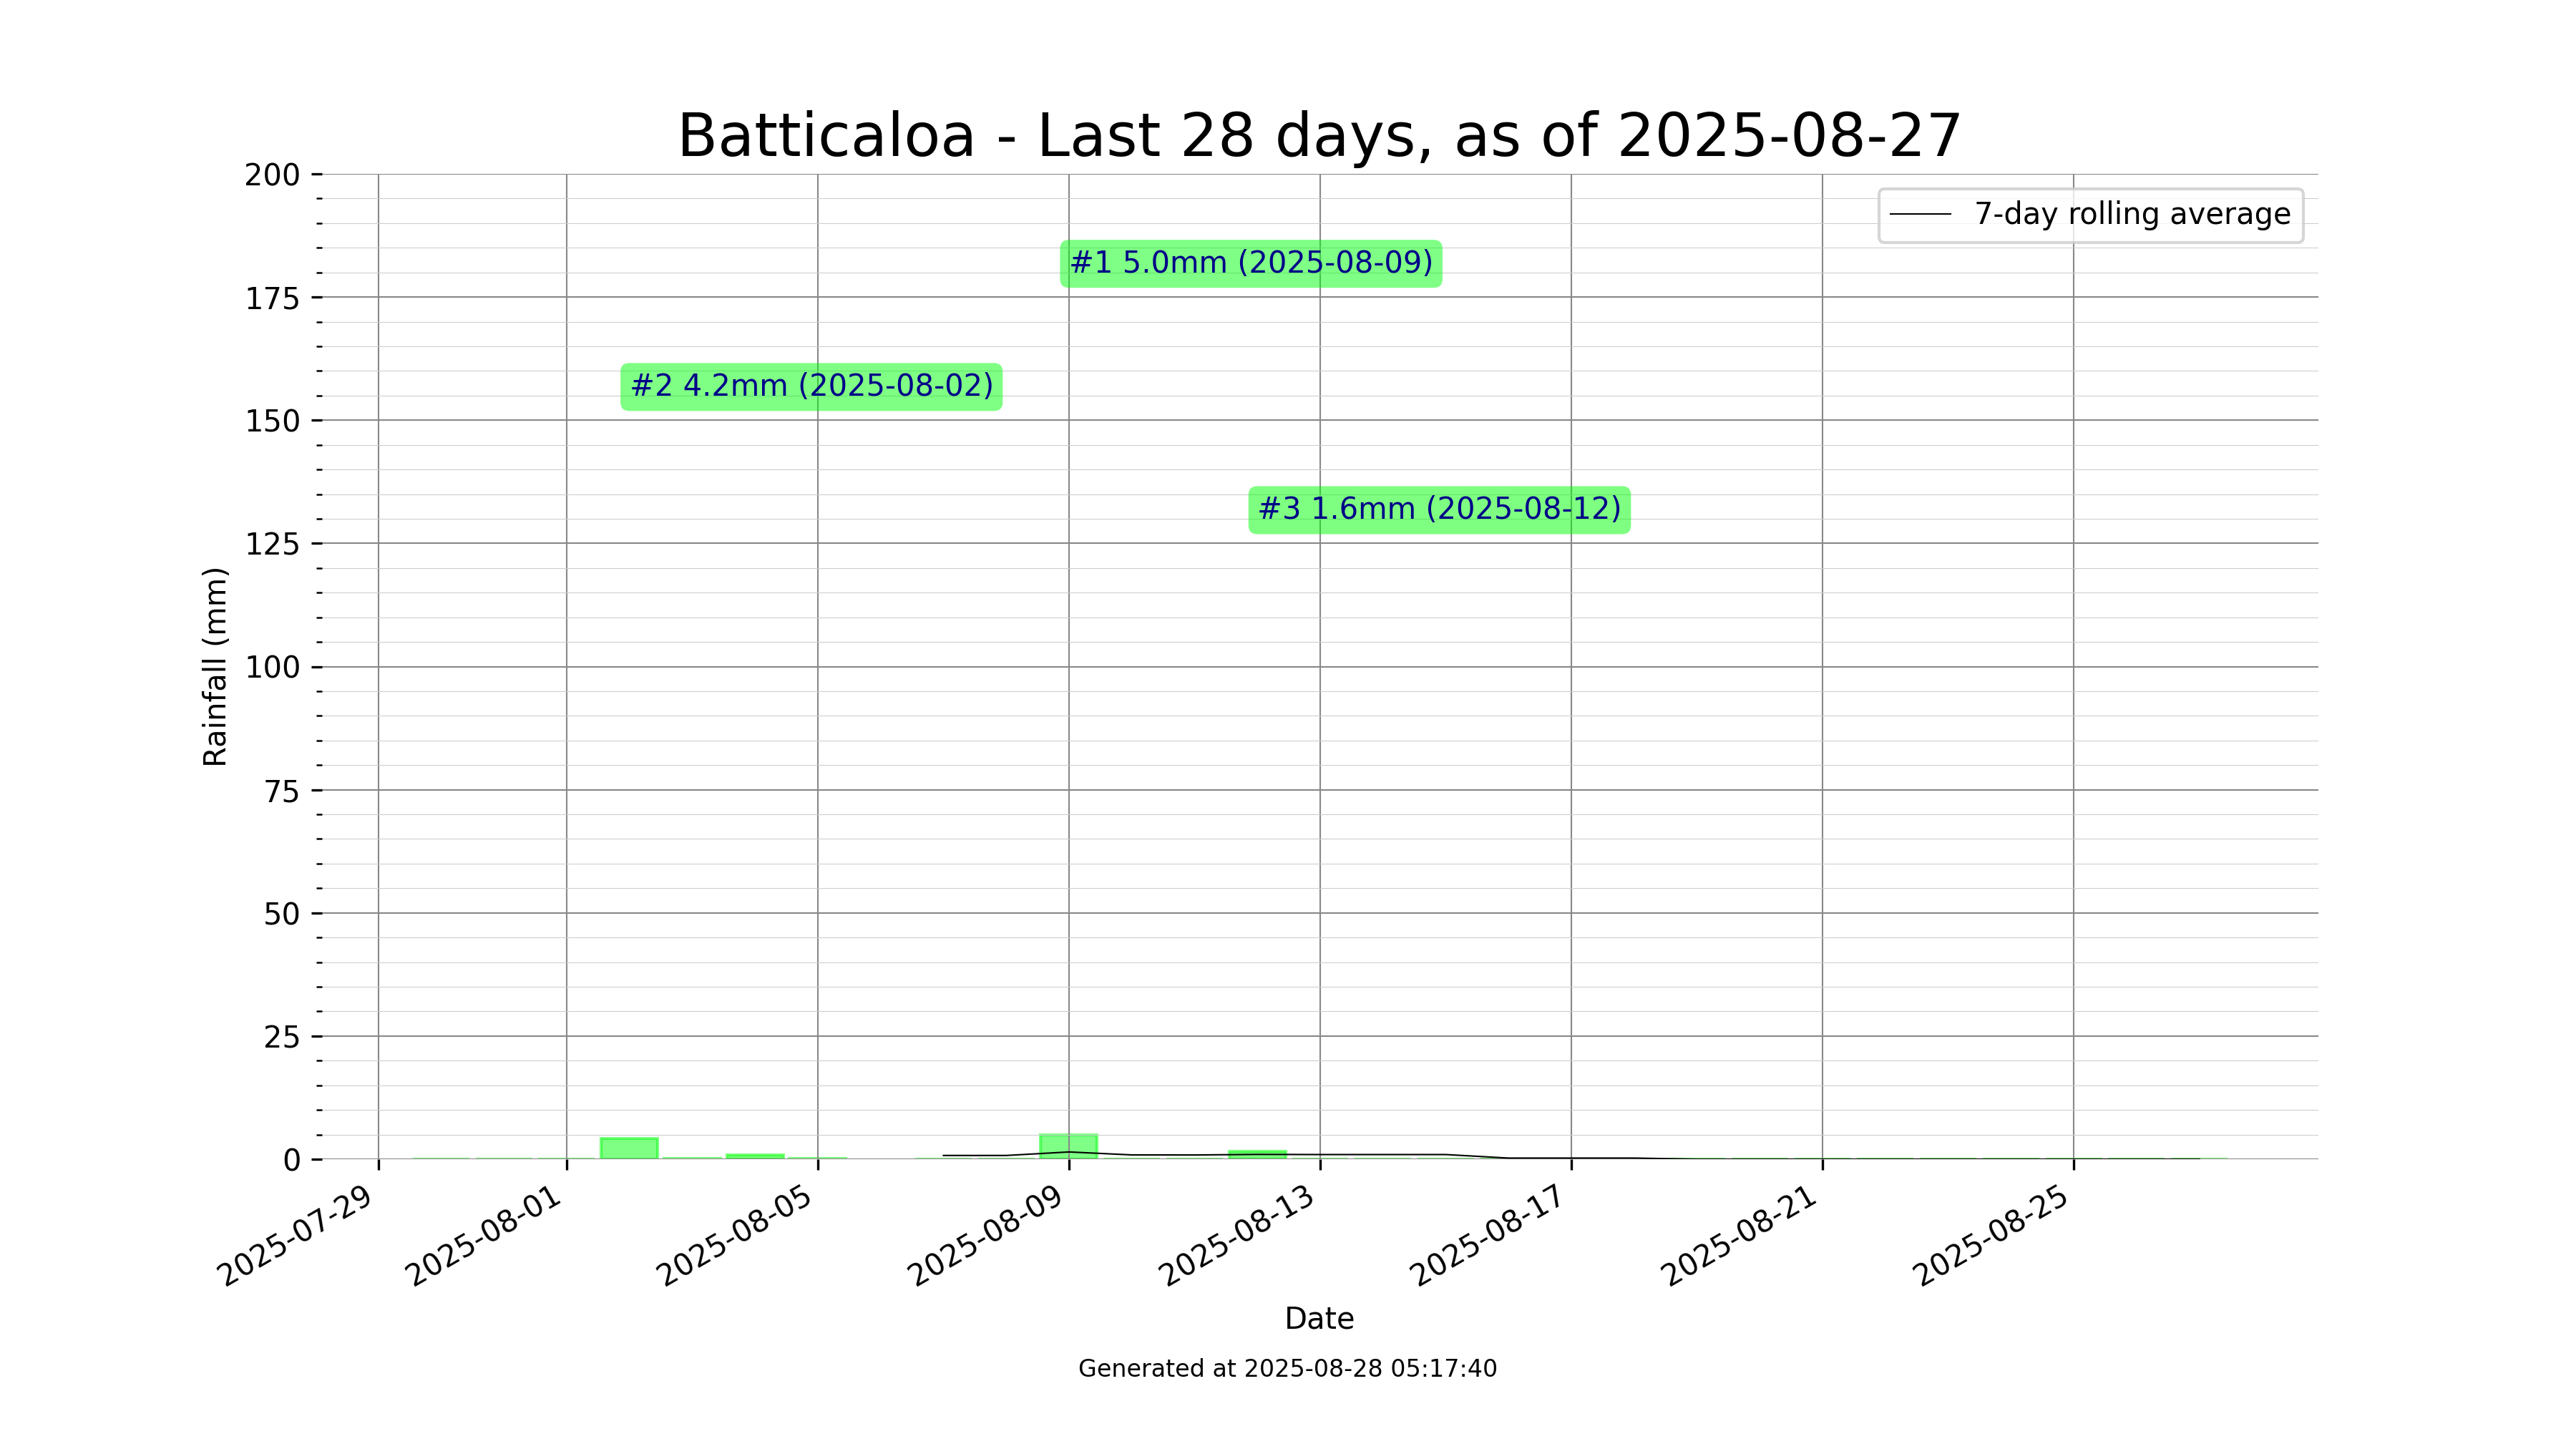 Batticaloa - Last 28 days, as of 2025-08-27
7-day rolling average
#1 5.0mm (2025-08-09)
#2 4.2mm (2025-08-02)
#3 1.6mm (2025-08-12)
Rainfall (mm)
200
175
150
125
100
75
50
25
0
2025-07-29
2025-08-01
2025-08-05
2025-08-09
2025-08-13
2025-08-17
2025-08-21
2025-08-25
Date
Generated at 2025-08-28 05:17:40